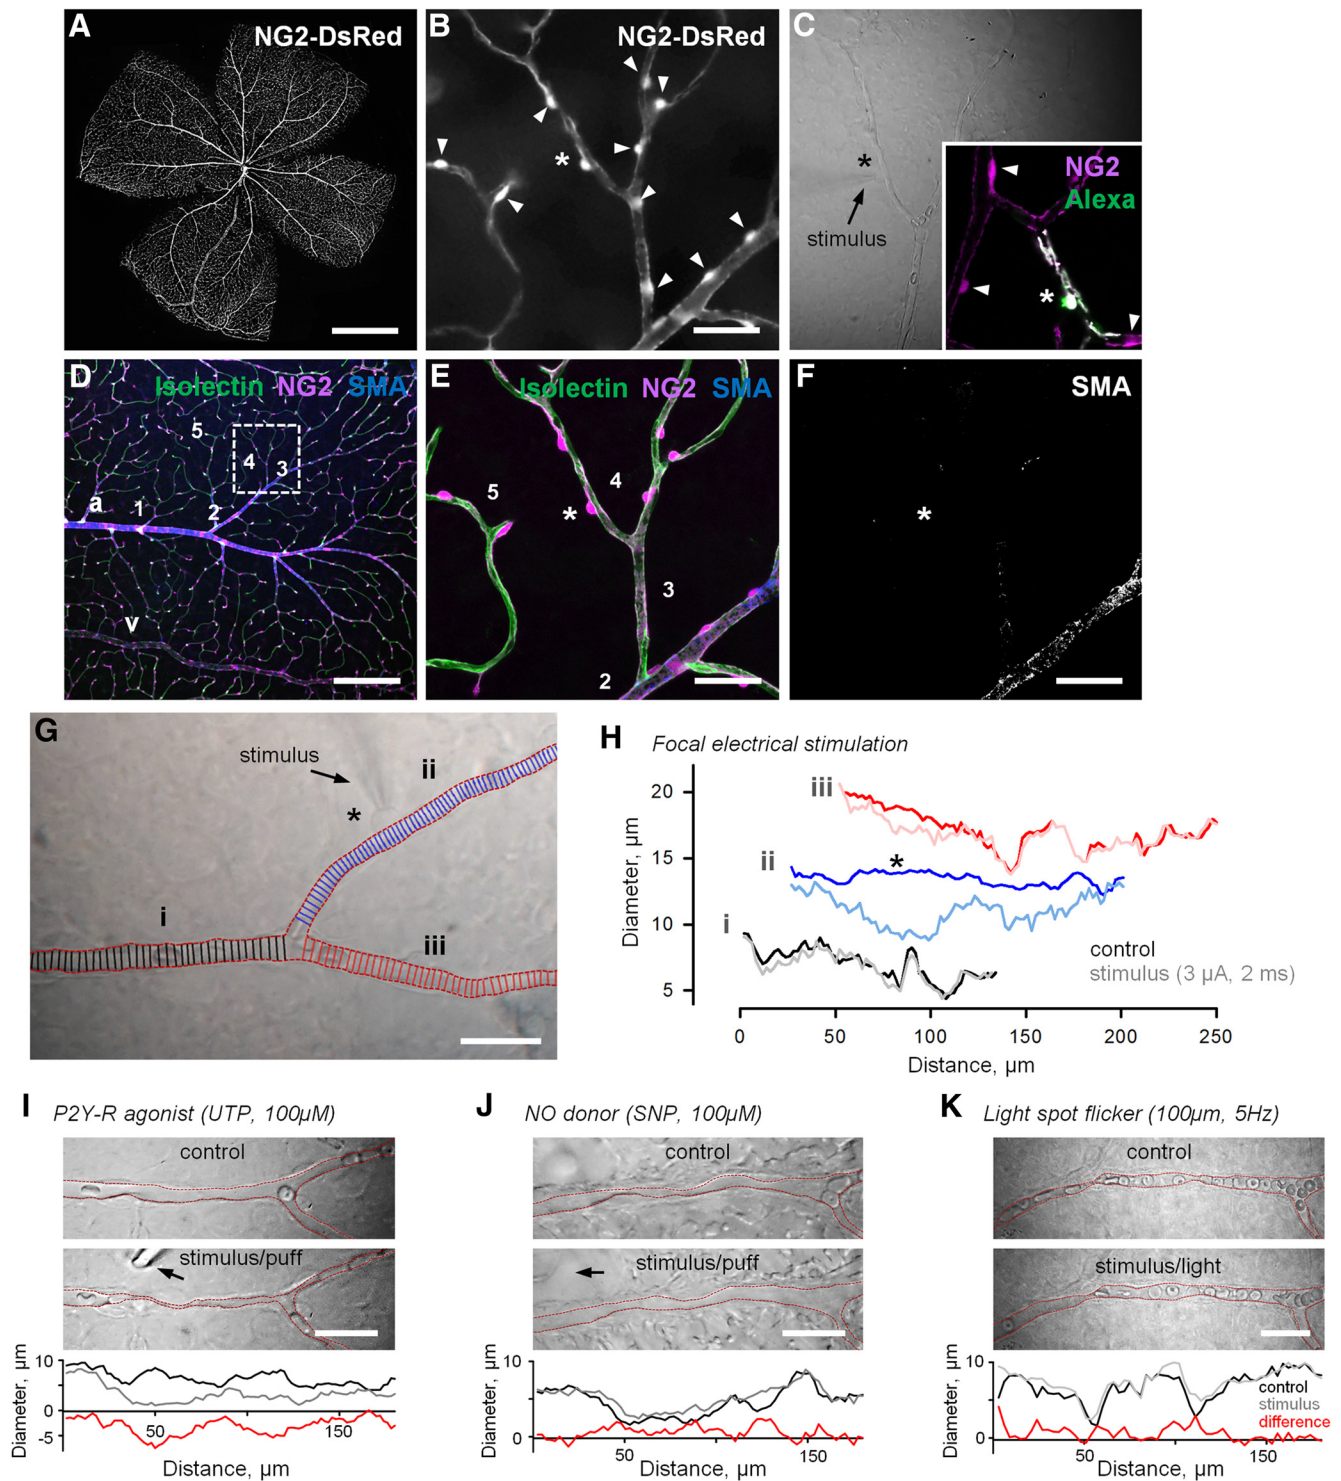 A
NG2-DsRed
B
NG2-DsRed
*
C
*
stimulus
NG2
Alexa
*
D
Isolectin NG2 SMA
5
4
3
a
1
2
v
E
Isolectin NG2 SMA
5
4
*
3
2
F
SMA
*
G
stimulus
*
i
ii
iii
H
Focal electrical stimulation
Diameter, µm
20
15
10
5
iii
ii
i
*
control
stimulus (3 µA, 2 ms)
0
50
100
150
200
250
Distance, µm
I
P2Y-R agonist (UTP, 100µM)
control
stimulus/puff
Diameter, µm
10
0
-5
50
150
Distance, µm
J
NO donor (SNP, 100µM)
control
stimulus/puff
Diameter, µm
10
0
50
150
Distance, µm
K
Light spot flicker (100µm, 5Hz)
control
stimulus/light
Diameter, µm
10
0
control
stimulus
difference
50
150
Distance, µm